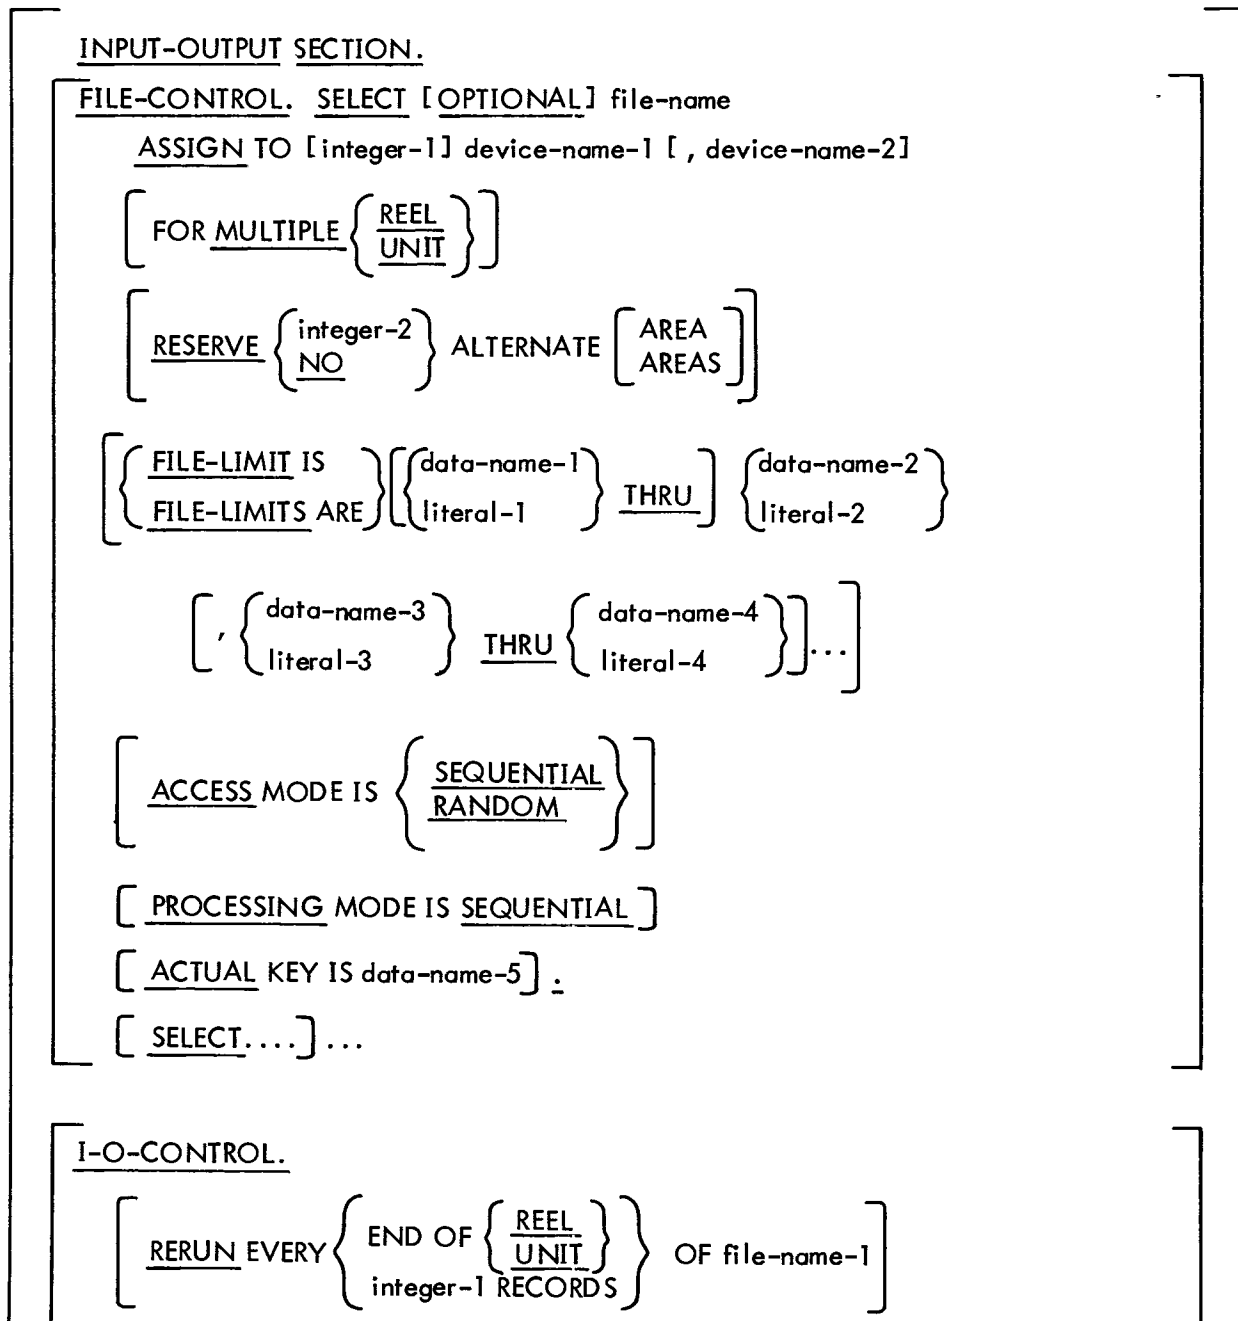 INPUT-OUTPUT SECTION.
FILE-CONTROL. SELECT [OPTIONAL] file-name
ASSIGN TO [integer-1] device-name-1 [, device-name-2]
[FOR MULTIPLE {REEL
UNIT}]
[RESERVE {integer-2
NO} ALTERNATE [AREA
AREAS]]
[{FILE-LIMIT IS
FILE-LIMITS ARE} [{data-name-1
literal-1} THRU] {data-name-2
literal-2}
[, {data-name-3
literal-3} THRU {data-name-4
literal-4}]...]
[ACCESS MODE IS {SEQUENTIAL
RANDOM}]
[PROCESSING MODE IS SEQUENTIAL]
[ACTUAL KEY IS data-name-5].
[SELECT....]...
I-O-CONTROL.
[RERUN EVERY {END OF {REEL
UNIT}
integer-1 RECORDS} OF file-name-1]